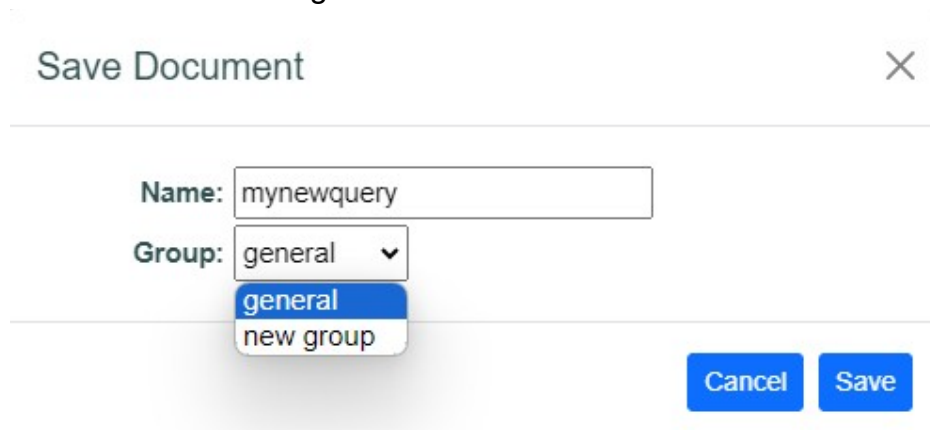 Save Document
Name: mynewquery
Group: general
general
new group
Cancel Save